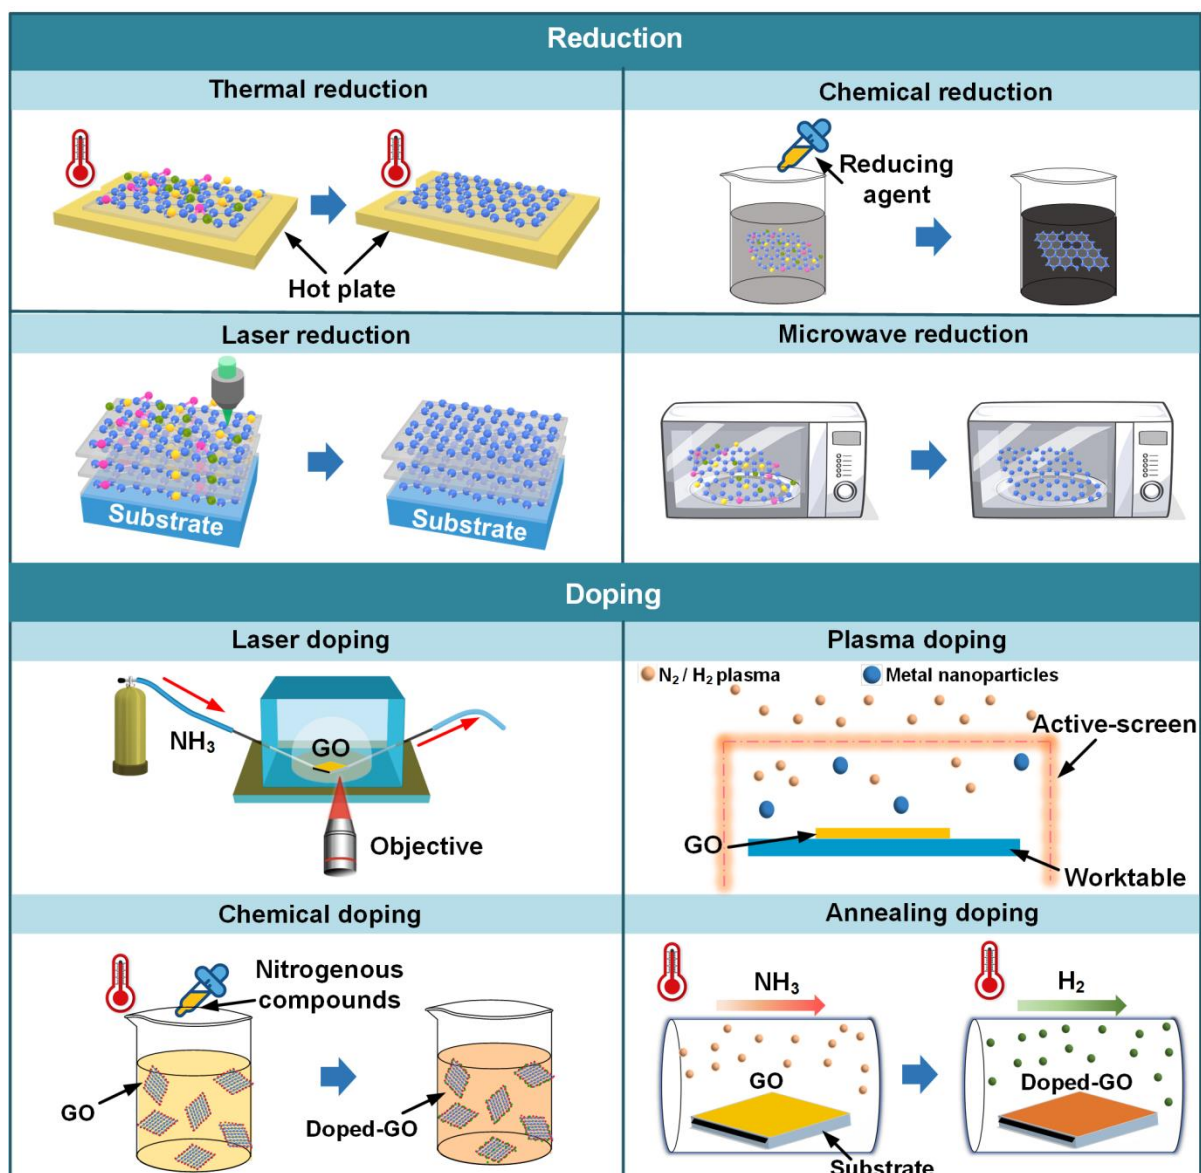 Reduction
Thermal reduction
Chemical reduction
Reducing
agent
Hot plate
Laser reduction
Microwave reduction
Substrate
Substrate
Doping
Laser doping
Plasma doping
N₂ / H₂ plasma
Metal nanoparticles
NH₃
GO
Active-screen
Objective
GO
Worktable
Chemical doping
Annealing doping
Nitrogenous
compounds
NH₃
H₂
GO
Doped-GO
GO
Doped-GO
Substrate